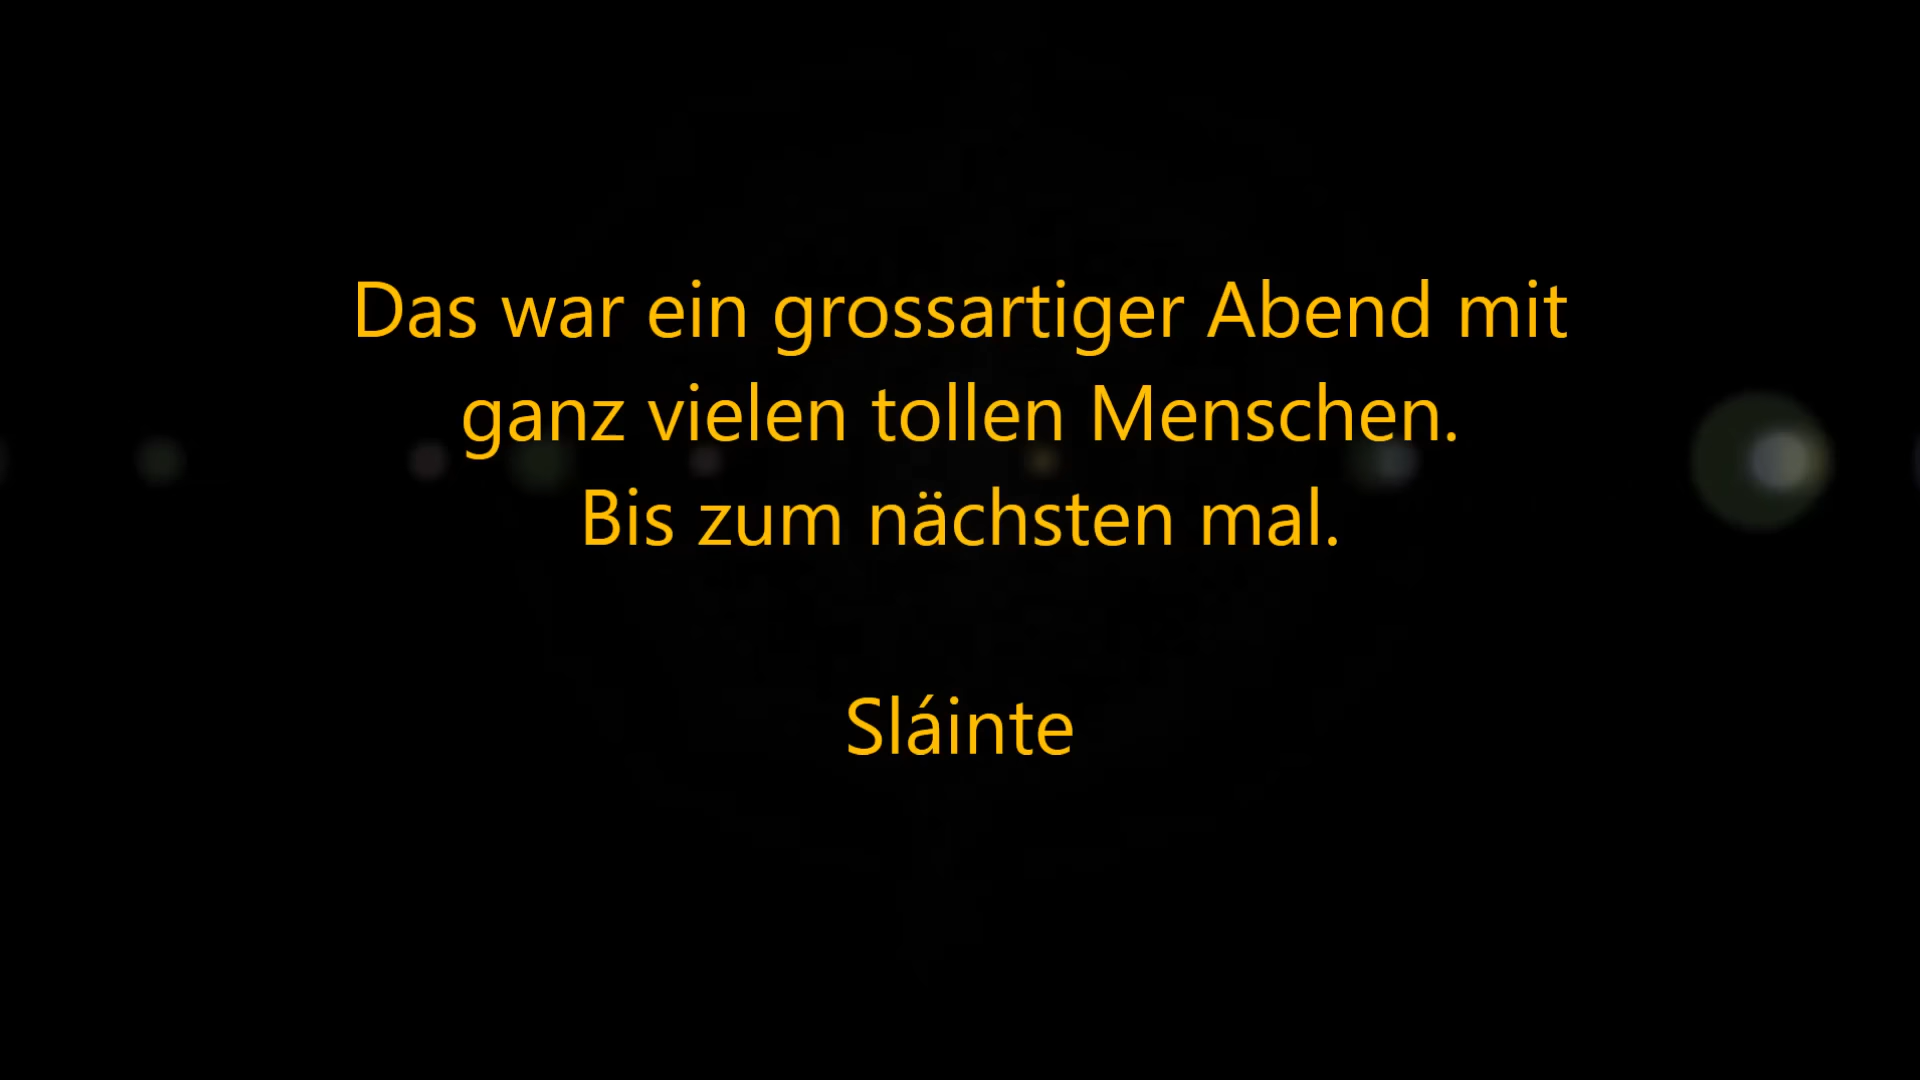 Das war ein grossartiger Abend mit
ganz vielen tollen Menschen.
Bis zum nächsten mal.
Sláinte